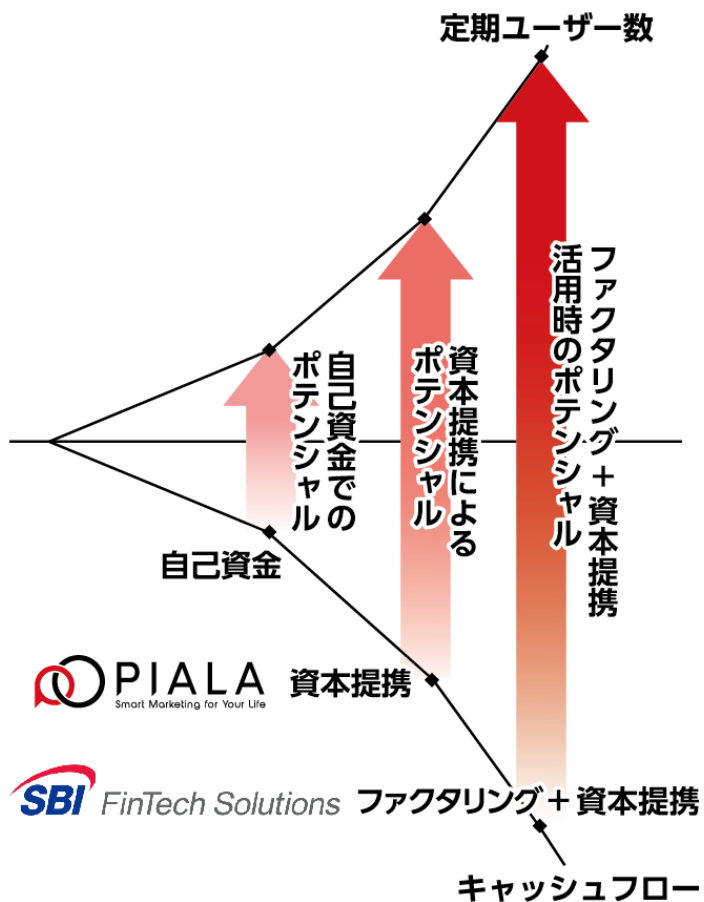 定期ユーザー数
自己資金での
ポテンシャル
資本提携による
ポテンシャル
ファクタリング+資本提携
活用時のポテンシャル
自己資金
PIALA
Smart Marketing for Your Life
資本提携
SBI FinTech Solutions
ファクタリング+資本提携
キャッシュフロー